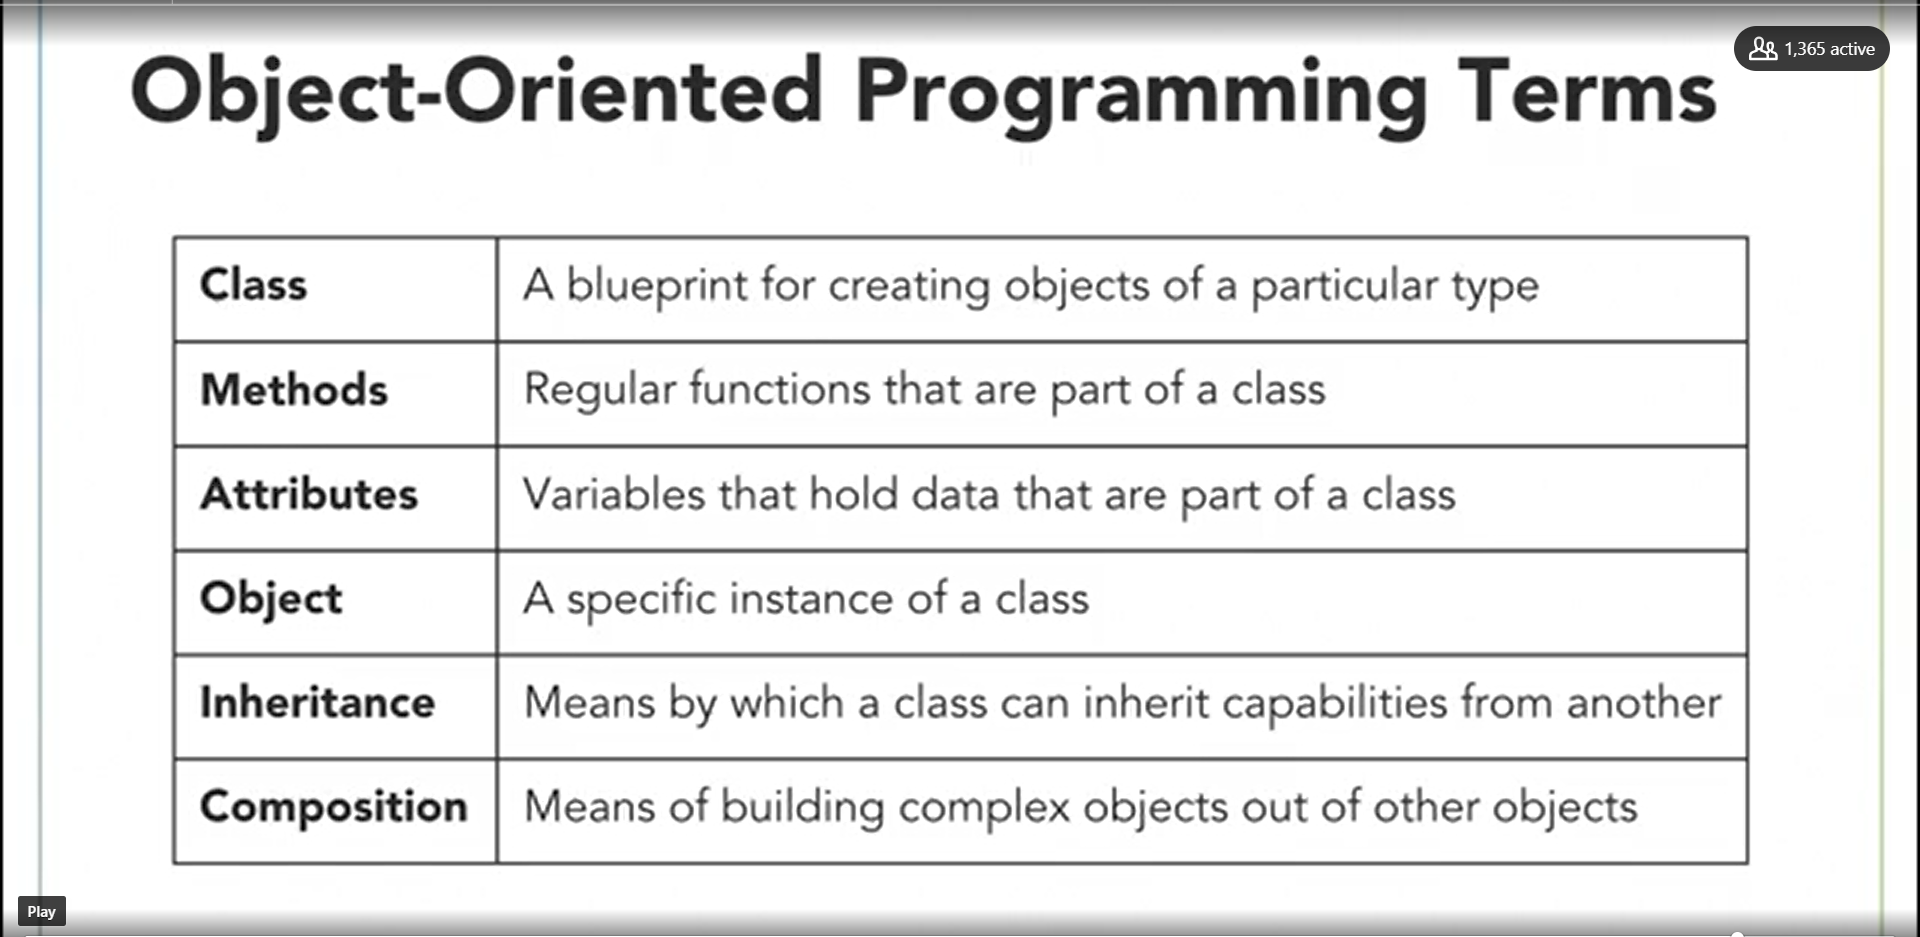 1,365 active
Object-Oriented Programming Terms
Class A blueprint for creating objects of a particular type
Methods Regular functions that are part of a class
Attributes Variables that hold data that are part of a class
Object A specific instance of a class
Inheritance Means by which a class can inherit capabilities from another
Composition Means of building complex objects out of other objects
Play